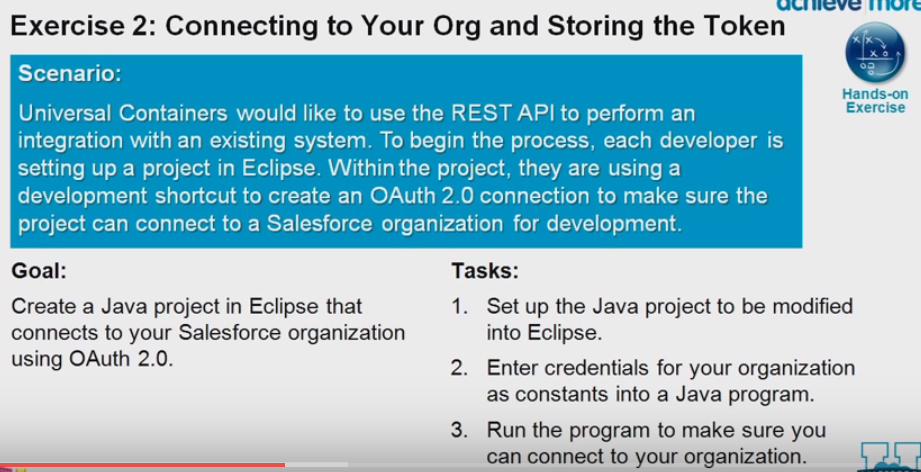 achieve more
Exercise 2: Connecting to Your Org and Storing the Token
Hands-on
Exercise
Scenario:
Universal Containers would like to use the REST API to perform an
integration with an existing system. To begin the process, each developer is
setting up a project in Eclipse. Within the project, they are using a
development shortcut to create an OAuth 2.0 connection to make sure the
project can connect to a Salesforce organization for development.
Goal:
Create a Java project in Eclipse that
connects to your Salesforce organization
using OAuth 2.0.
Tasks:
1. Set up the Java project to be modified
into Eclipse.
2. Enter credentials for your organization
as constants into a Java program.
3. Run the program to make sure you
can connect to your organization.